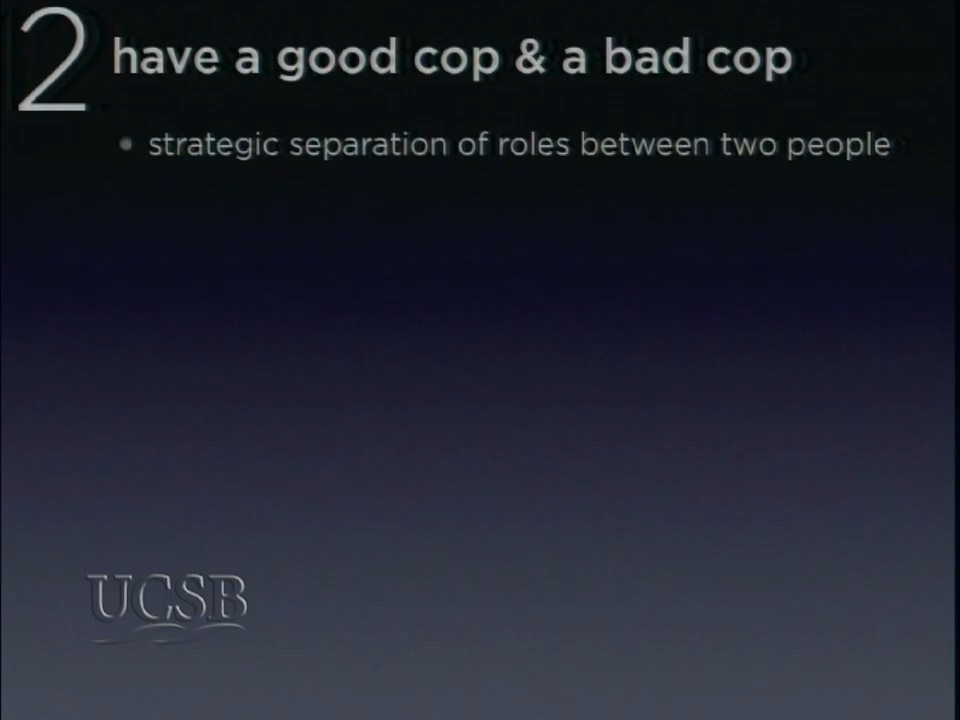 2 have a good cop & a bad cop
• strategic separation of roles between two people
UCSB